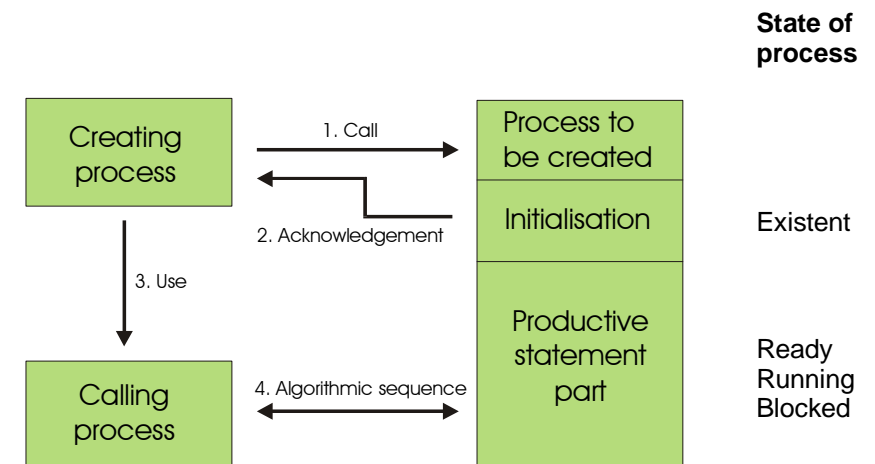 State of
process
Creating
process
1. Call
Process to
be created
2. Acknowledgement
Initialisation
Existent
3. Use
Productive
statement
part
Ready
Running
Blocked
Calling
process
4. Algorithmic sequence